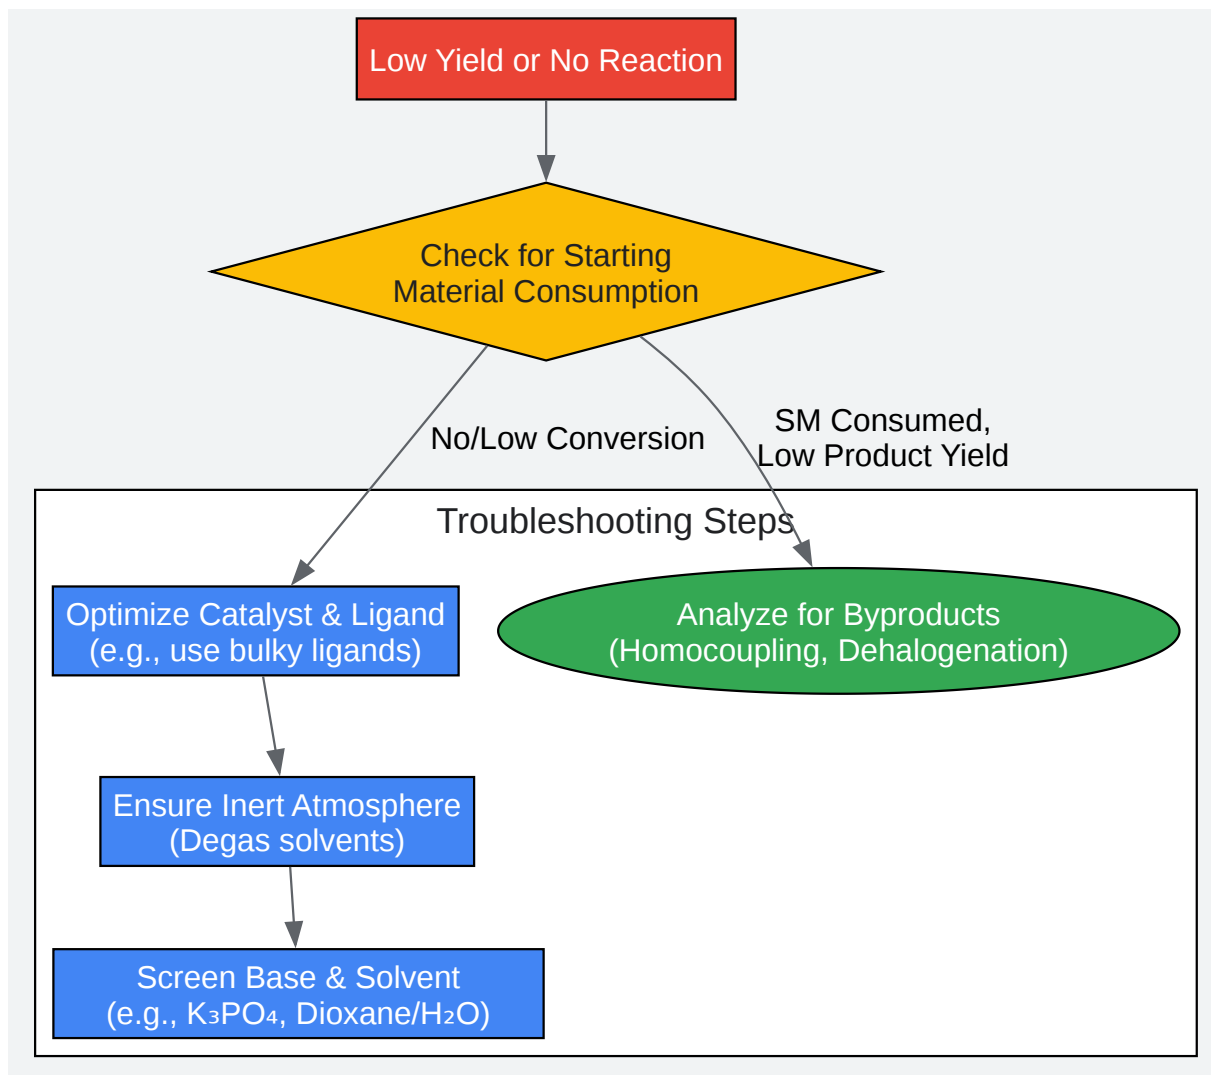 Low Yield or No Reaction
Check for Starting
Material Consumption
No/Low Conversion
SM Consumed,
Low Product Yield
Troubleshooting Steps
Optimize Catalyst & Ligand
(e.g., use bulky ligands)
Analyze for Byproducts
(Homocoupling, Dehalogenation)
Ensure Inert Atmosphere
(Degas solvents)
Screen Base & Solvent
(e.g., K₃PO₄, Dioxane/H₂O)